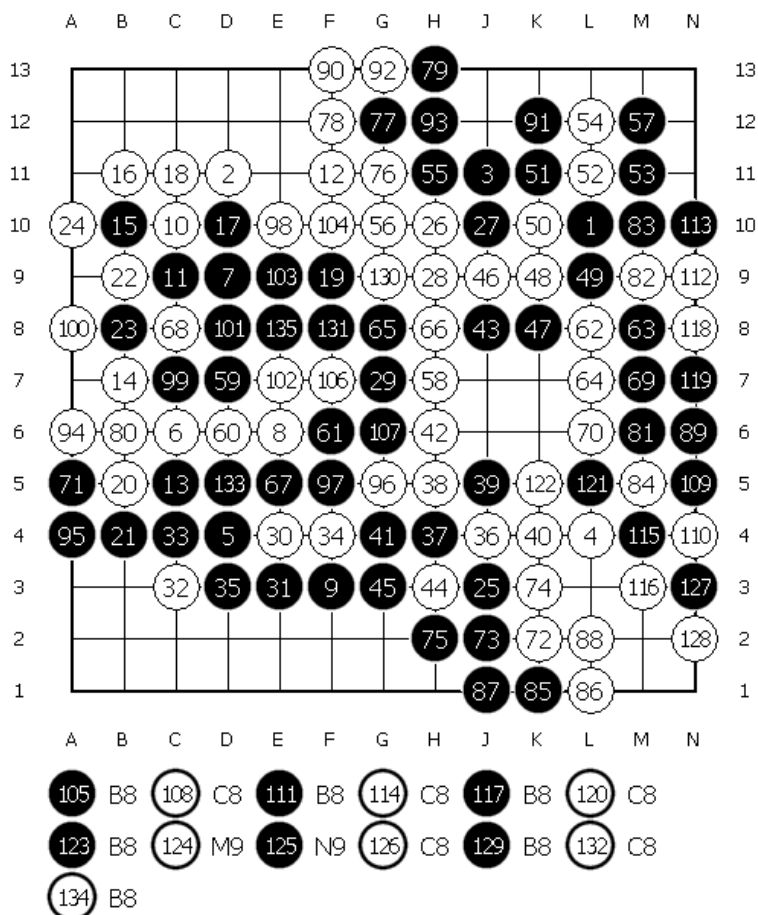 A B C D E F G H J K L M N
13 90 92 79 13
12 78 77 93 91 54 57 12
11 16 18 2 12 76 55 3 51 52 53 11
10 24 15 10 17 98 104 56 26 27 50 1 83 113 10
9 22 11 7 103 19 130 28 46 48 49 82 112 9
8 100 23 68 101 135 131 65 66 43 47 62 63 118 8
7 14 99 59 102 106 29 58 64 69 119 7
6 94 80 6 60 8 61 107 42 70 81 89 6
5 71 20 13 133 67 97 96 38 39 122 121 84 109 5
4 95 21 33 5 30 34 41 37 36 40 4 115 110 4
3 32 35 31 9 45 44 25 74 116 127 3
2 75 73 72 88 128 2
1 87 85 86 1
A B C D E F G H J K L M N
105 B8 108 C8 111 B8 114 C8 117 B8 120 C8
123 B8 124 M9 125 N9 126 C8 129 B8 132 C8
134 B8